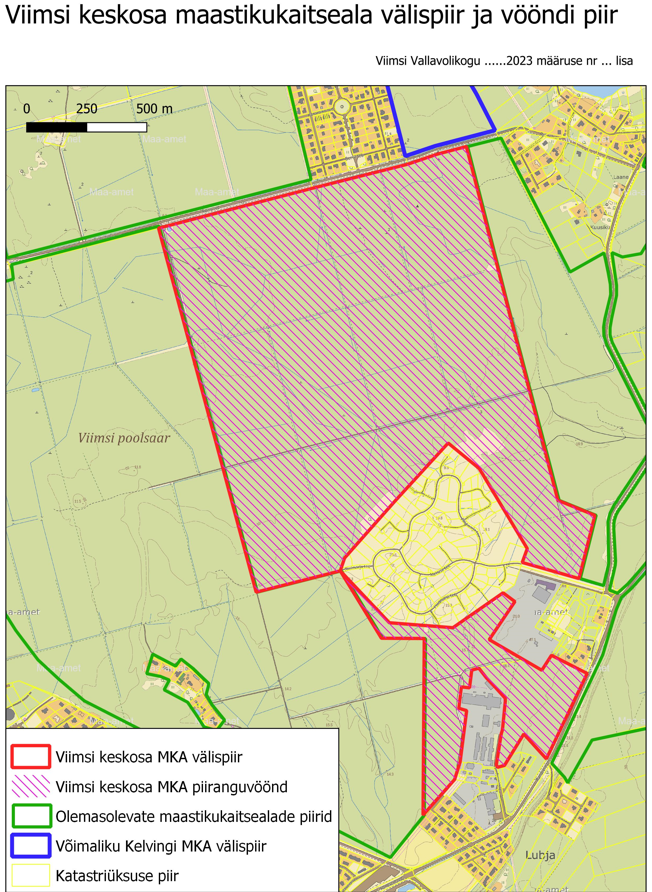 Viimsi keskosa maastikukaitseala välispiir ja vööndi piir
Viimsi Vallavolikogu ......2023 määruse nr ... lisa
0 250 500 m
Maa-amet
Maa-amet
Viimsi poolsaar
a-amet
Lubja
Viimsi keskosa MKA välispiir
Viimsi keskosa MKA piiranguvöönd
Olemasolevate maastikukaitsealade piirid
Võimaliku Kelvingi MKA välispiir
Katastriüksuse piir